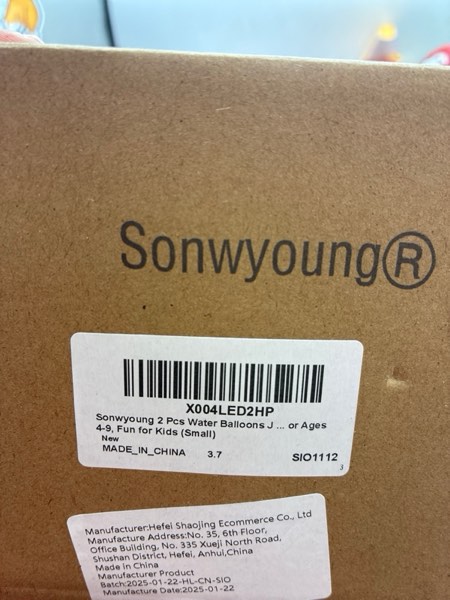 Sonwyoung®
X004LED2HP
Sonwyoung 2 Pcs Water Balloons J ... or Ages
4-9, Fun for Kids (Small)
New
MADE_IN_CHINA 3.7 SIO1112
3
Manufacturer:Hefei Shaojing Ecommerce Co., Ltd
Manufacture Address:No. 35, 6th Floor,
Office Building, No. 335 Xueji North Road,
Shushan District, Hefei, Anhui,China
Made in China
Manufacturer Product
Batch:2025-01-22-HL-CN-SIO
Manufacture Date:2025-01-22